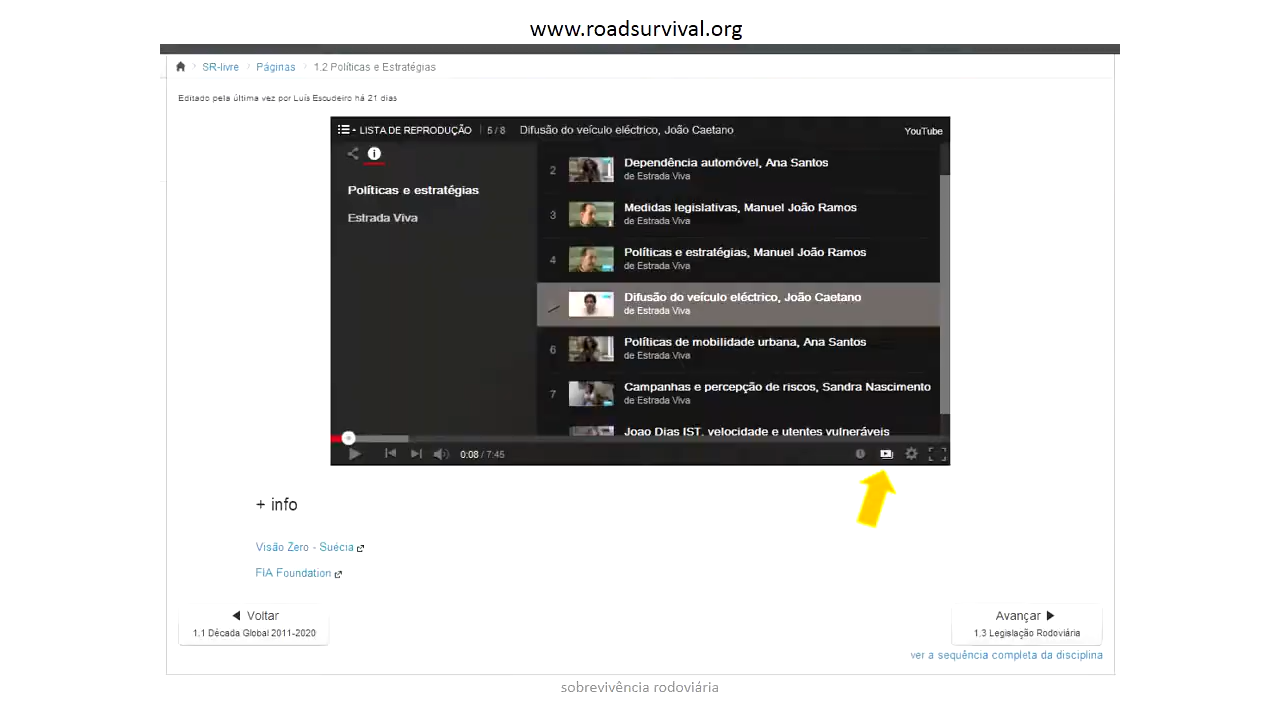 www.roadsurvival.org
SR-livre Páginas 1.2 Políticas e Estratégias
Editado pela última vez por Luís Escudeiro há 21 dias
LISTA DE REPRODUÇÃO 5 / 8 Difusão do veículo eléctrico, João Caetano YouTube
Políticas e estratégias
Estrada Viva
2 Dependência automóvel, Ana Santos
de Estrada Viva
3 Medidas legislativas, Manuel João Ramos
de Estrada Viva
4 Políticas e estratégias, Manuel João Ramos
de Estrada Viva
Difusão do veículo eléctrico, João Caetano
de Estrada Viva
6 Políticas de mobilidade urbana, Ana Santos
de Estrada Viva
7 Campanhas e percepção de riscos, Sandra Nascimento
de Estrada Viva
Joao Dias IST, velocidade e utentes vulneráveis
0:08 / 7:45
+ info
Visão Zero - Suécia
FIA Foundation
Voltar
1.1 Década Global 2011-2020
Avançar
1.3 Legislação Rodoviária
ver a sequência completa da disciplina
sobrevivência rodoviária